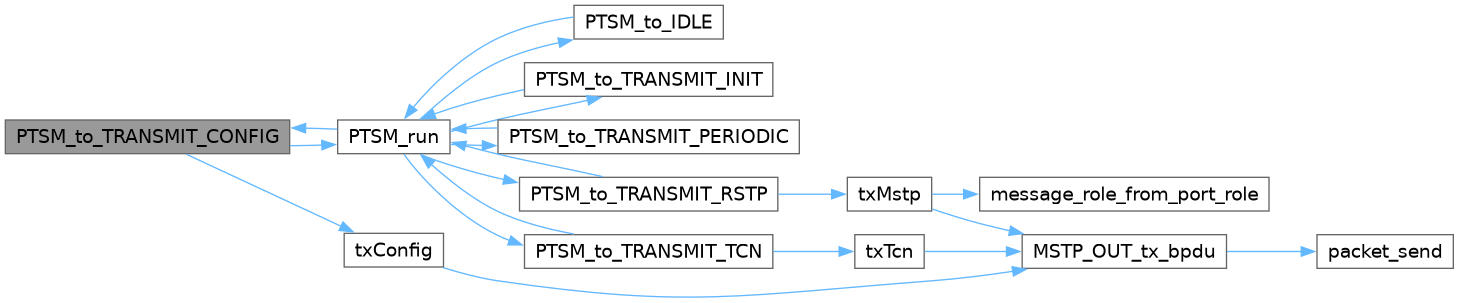 PTSM_to_IDLE
PTSM_to_TRANSMIT_INIT
PTSM_to_TRANSMIT_CONFIG
PTSM_run
PTSM_to_TRANSMIT_PERIODIC
PTSM_to_TRANSMIT_RSTP
txMstp
message_role_from_port_role
txConfig
PTSM_to_TRANSMIT_TCN
txTcn
MSTP_OUT_tx_bpdu
packet_send